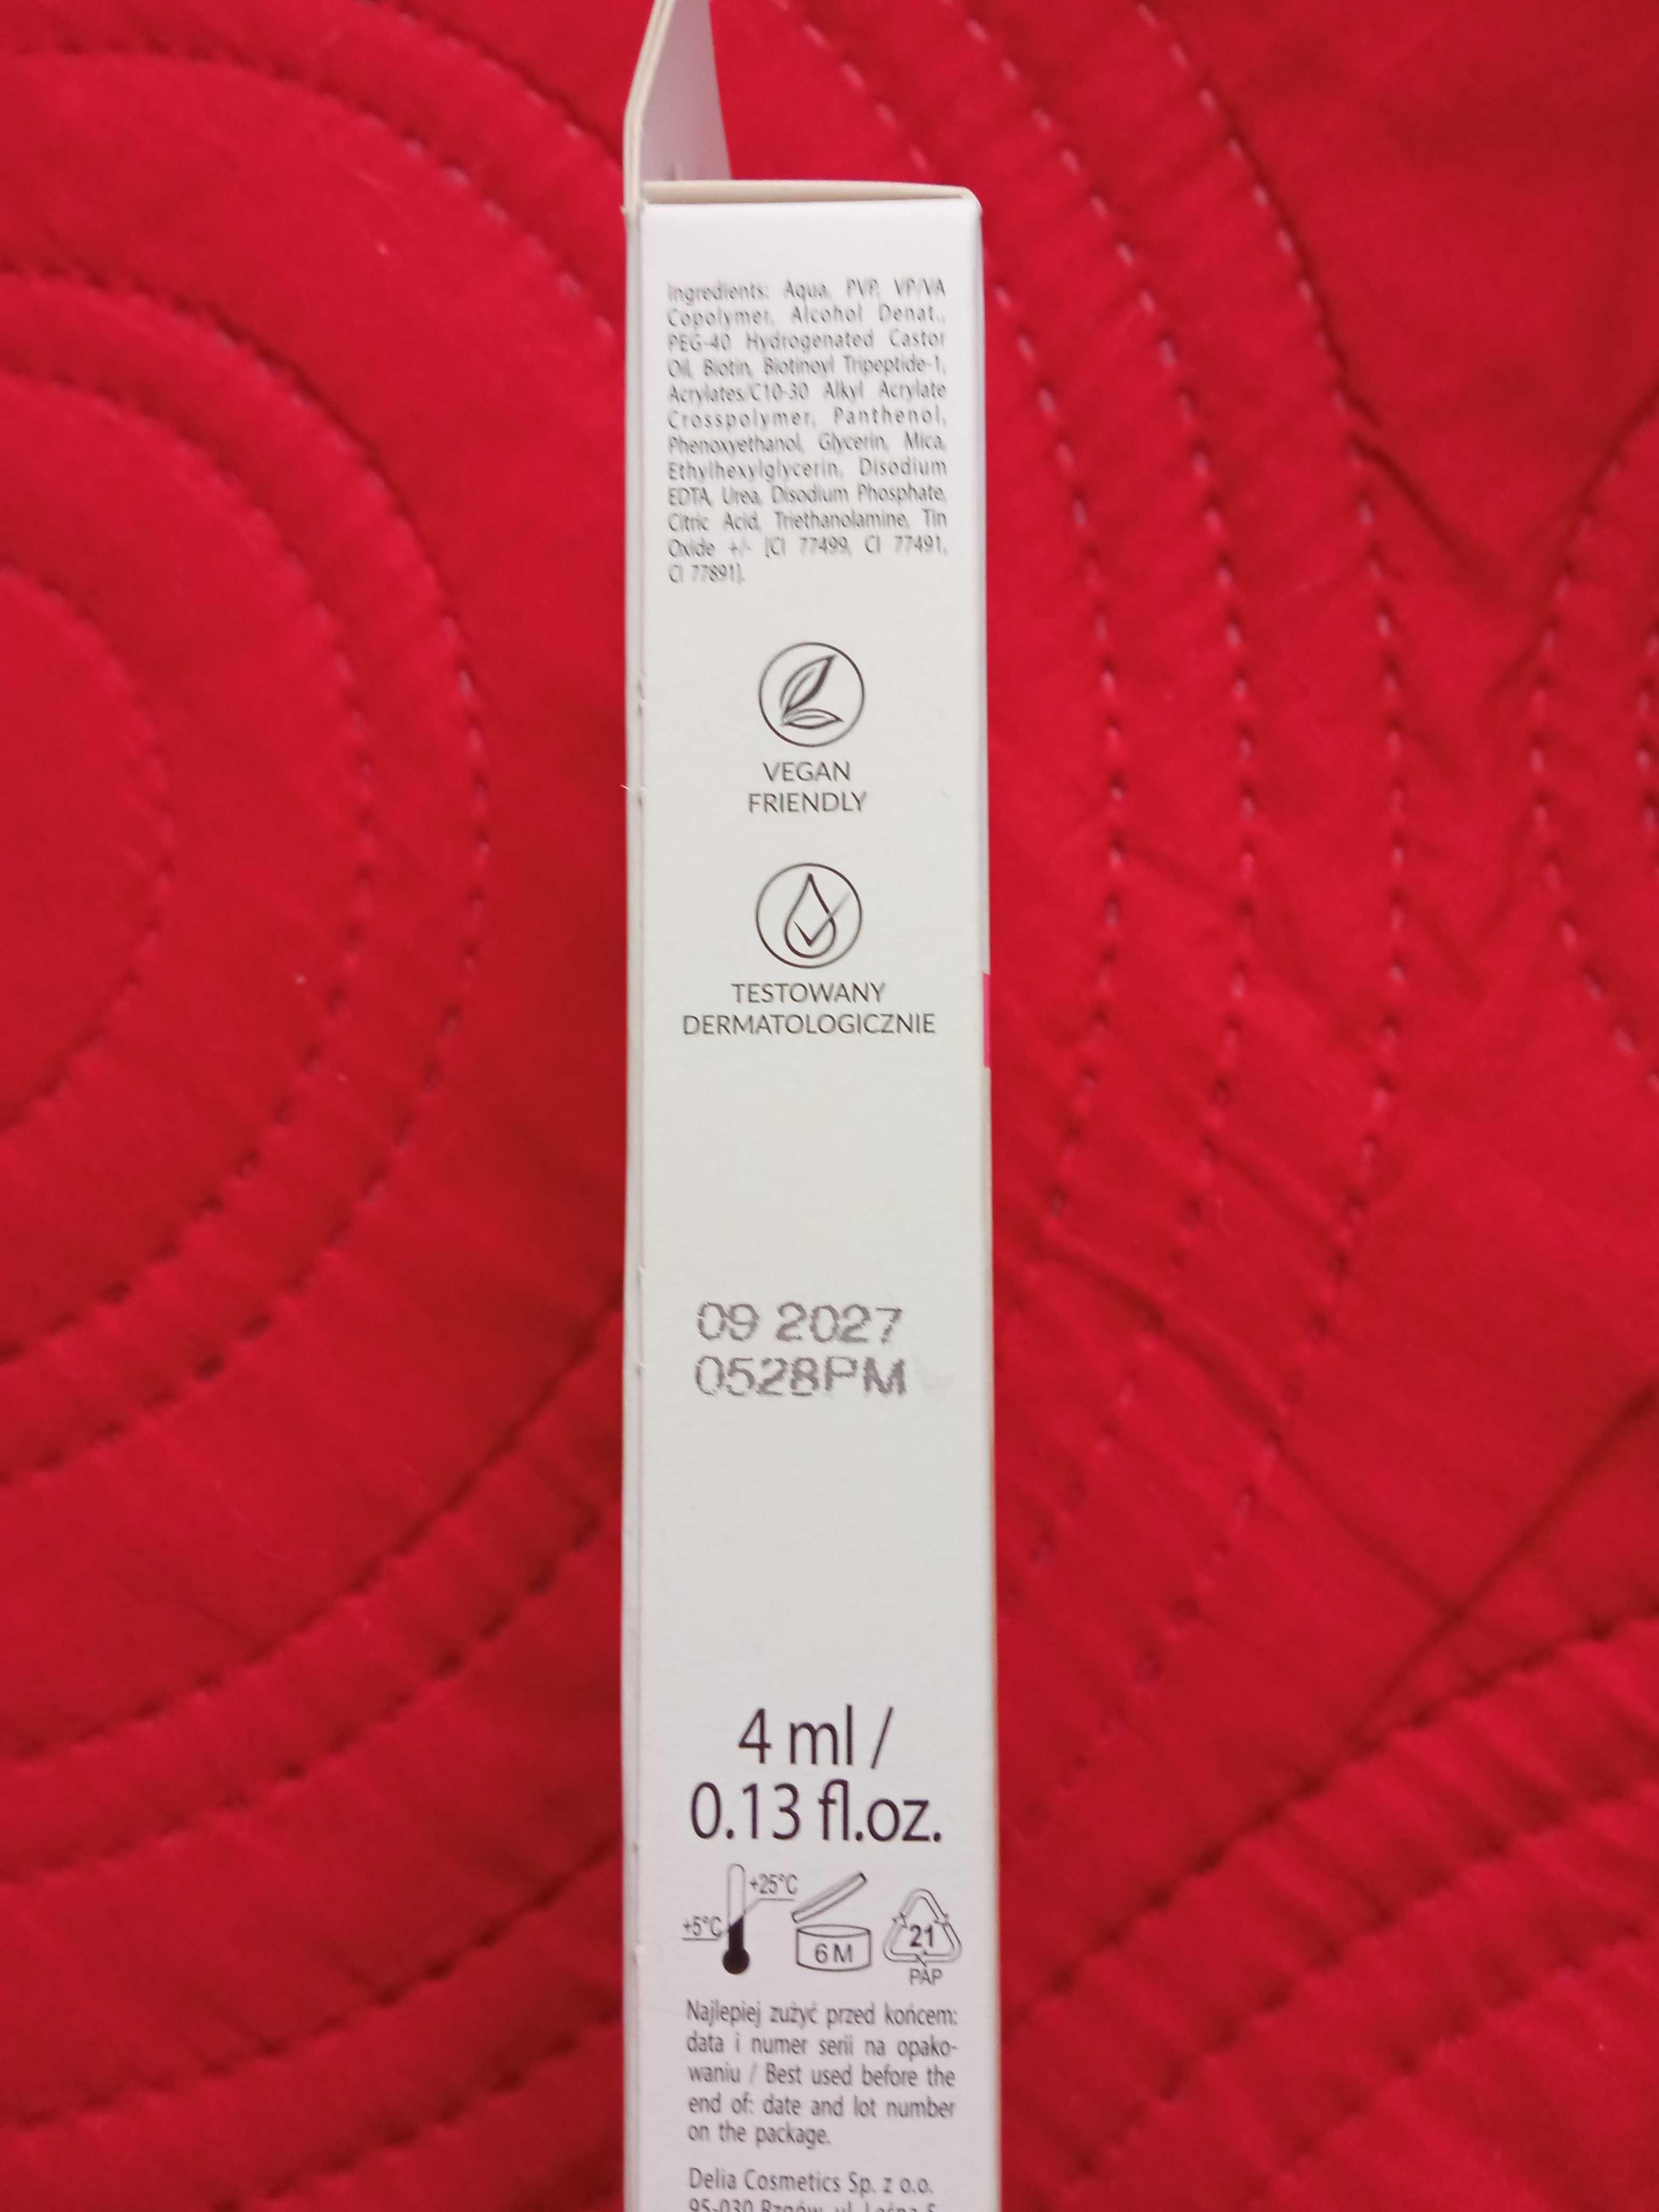 Ingredients: Aqua, PVP, VP/VA
Copolymer, Alcohol Denat.,
PEG-40 Hydrogenated Castor
Oil, Biotin, Biotinoyl Tripeptide-1,
Acrylates/C10-30 Alkyl Acrylate
Crosspolymer, Panthenol,
Phenoxyethanol, Glycerin, Mica,
Ethylhexylglycerin, Disodium
EDTA, Urea, Disodium Phosphate,
Citric Acid, Triethanolamine, Tin
Oxide +/- [CI 77499, CI 77491,
CI 77891].
VEGAN
FRIENDLY
TESTOWANY
DERMATOLOGICZNIE
09 2027
0528PM
4 ml /
0.13 fl.oz.
+25°C
+5°C
6 M
21
PAP
Najlepiej zużyć przed końcem:
data i numer serii na opako-
waniu / Best used before the
end of: date and lot number
on the package.
Delia Cosmetics Sp. z o.o.
95-030 Rzgów, ul.